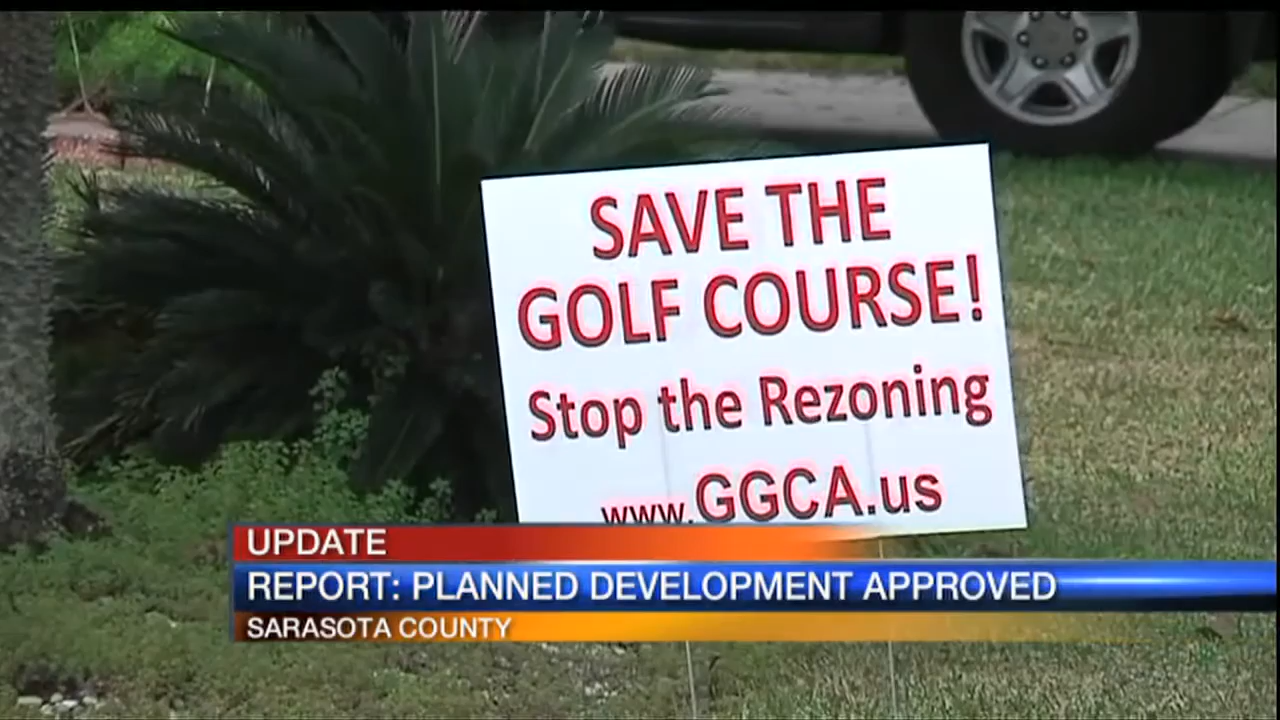 SAVE THE
GOLF COURSE!
Stop the Rezoning
www.GGCA.us
UPDATE
REPORT: PLANNED DEVELOPMENT APPROVED
SARASOTA COUNTY